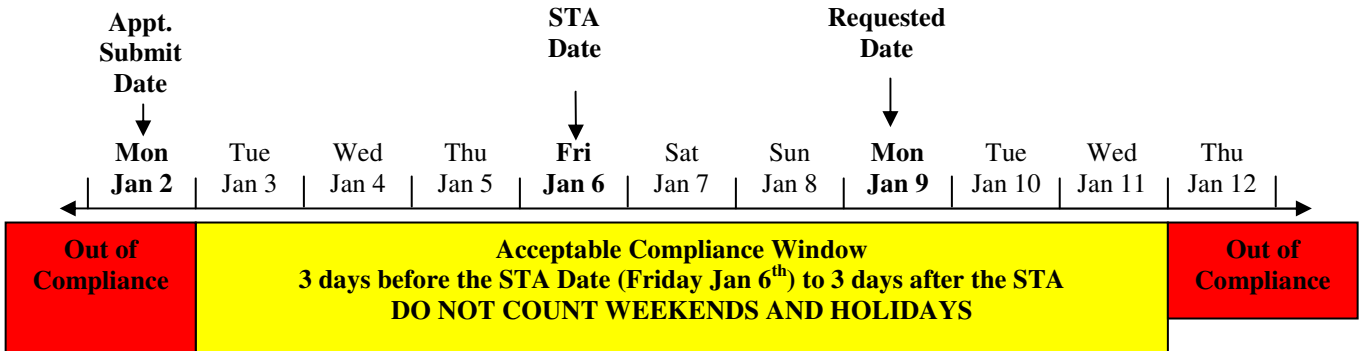 Appt.
Submit
Date
STA
Date
Requested
Date
Mon Tue Wed Thu Fri Sat Sun Mon Tue Wed Thu
Jan 2 Jan 3 Jan 4 Jan 5 Jan 6 Jan 7 Jan 8 Jan 9 Jan 10 Jan 11 Jan 12
Out of
Compliance
Acceptable Compliance Window
3 days before the STA Date (Friday Jan 6th) to 3 days after the STA
DO NOT COUNT WEEKENDS AND HOLIDAYS
Out of
Compliance